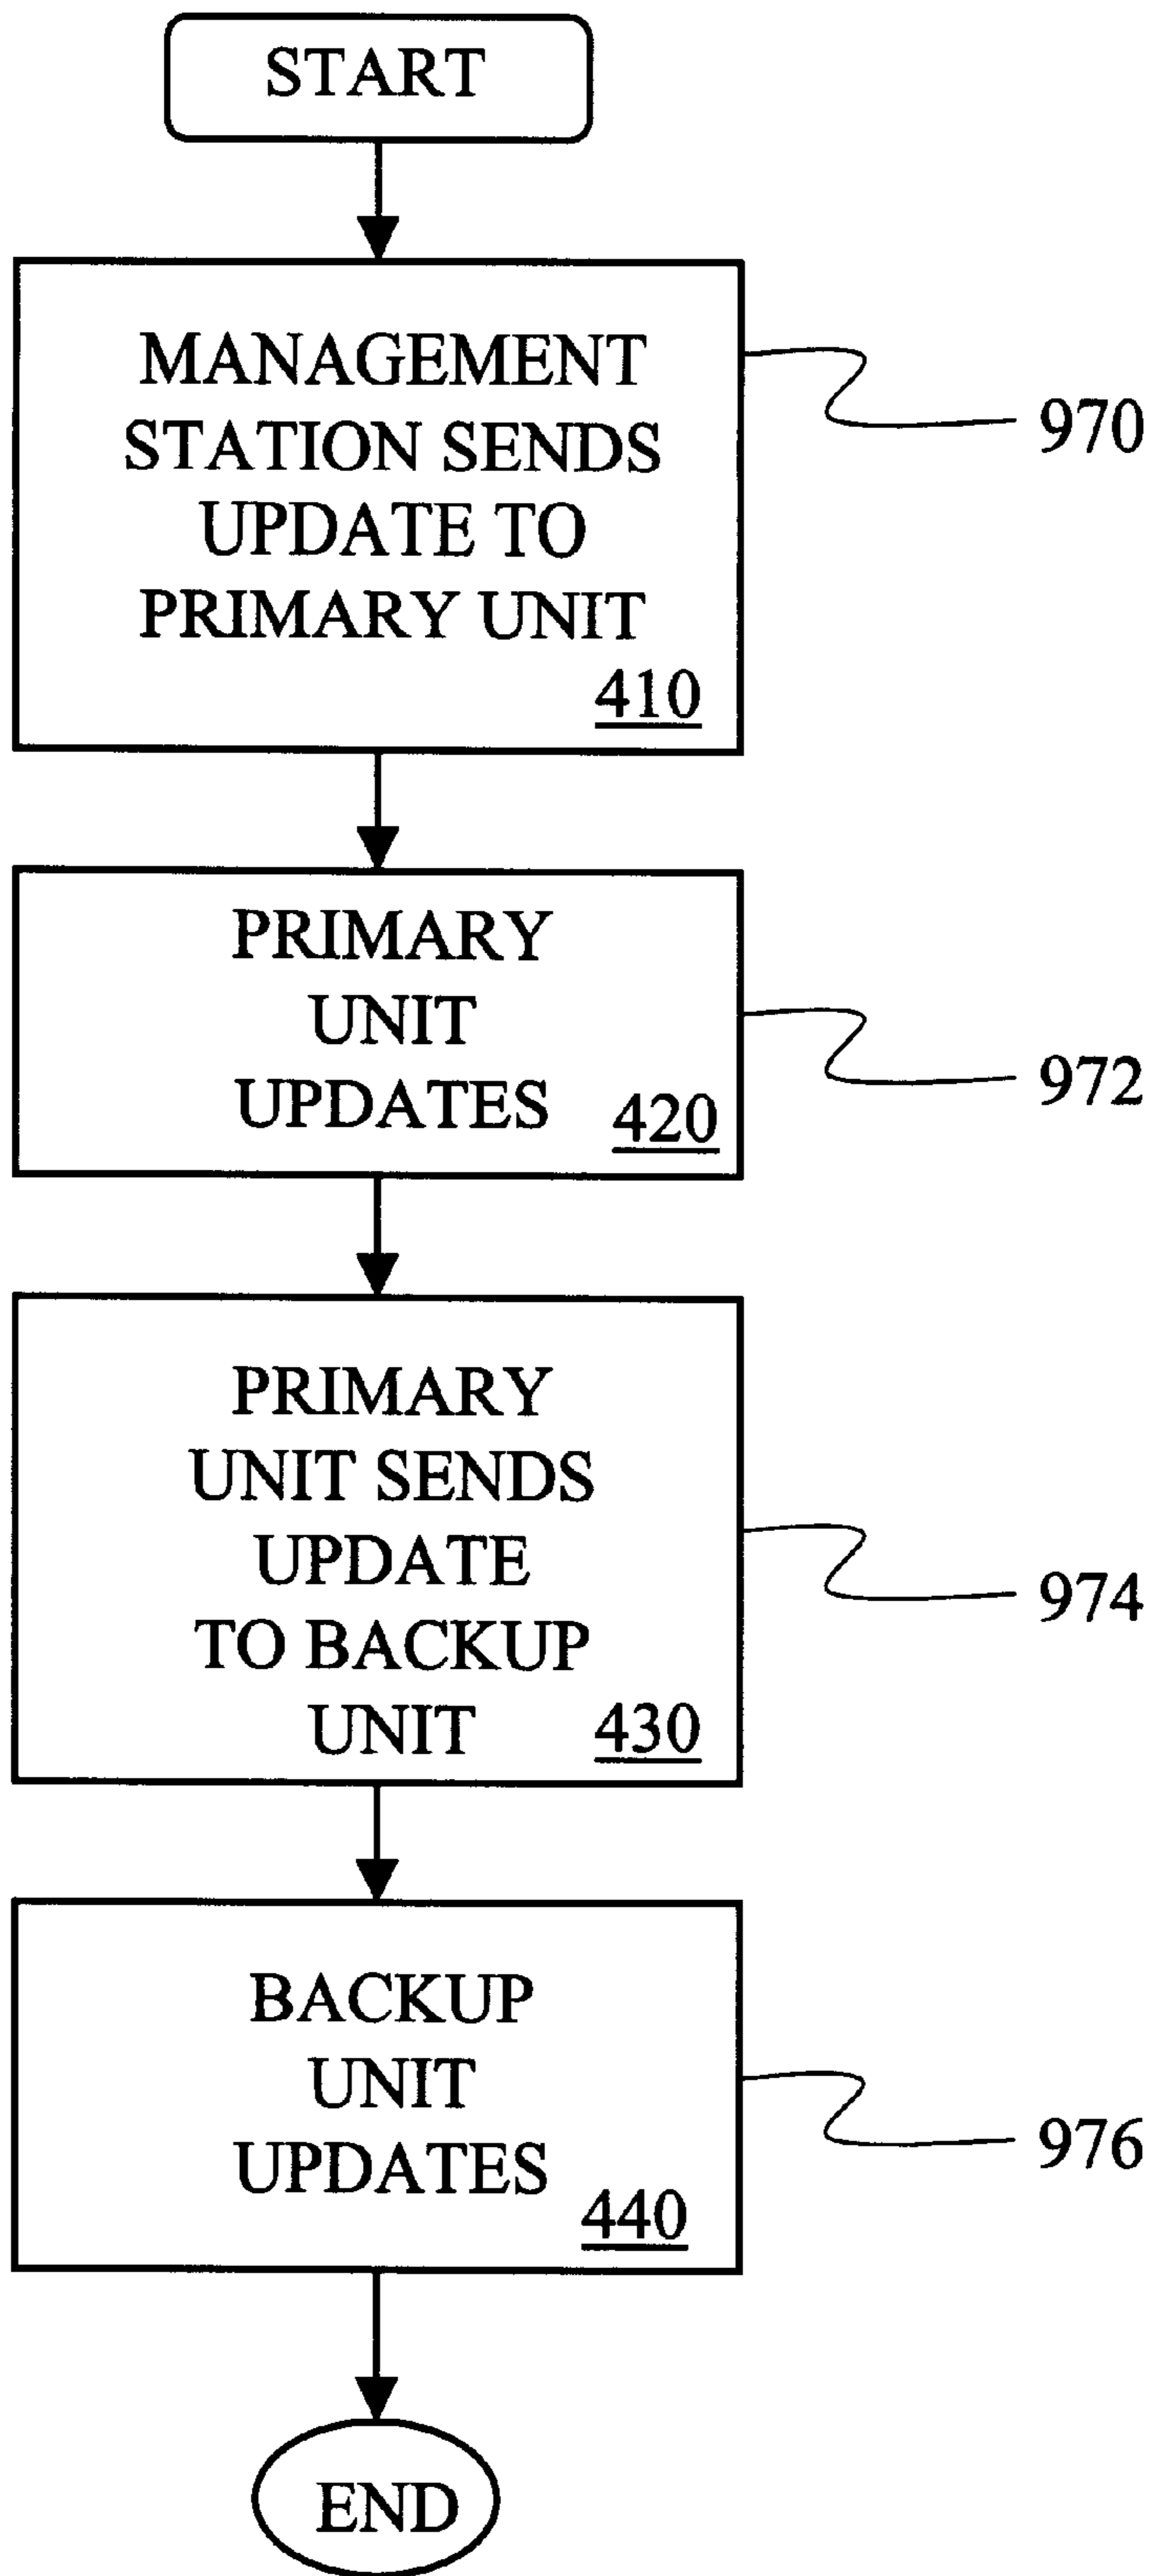 START
MANAGEMENT
STATION SENDS
UPDATE TO
PRIMARY UNIT
410
970
PRIMARY
UNIT
UPDATES
420
972
PRIMARY
UNIT SENDS
UPDATE
TO BACKUP
UNIT
430
974
BACKUP
UNIT
UPDATES
440
976
END